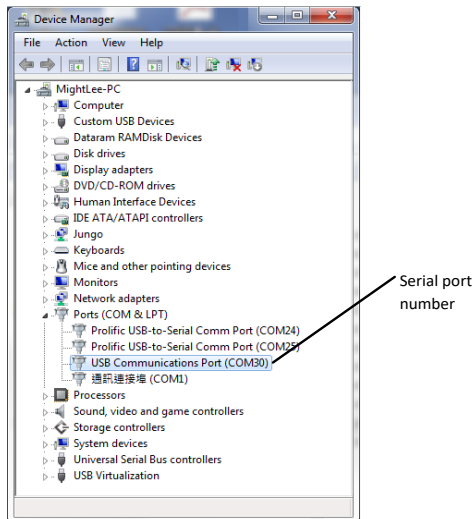 Device Manager
File Action View Help
MightLee-PC
Computer
Custom USB Devices
Dataram RAMDisk Devices
Disk drives
Display adapters
DVD/CD-ROM drives
Human Interface Devices
IDE ATA/ATAPI controllers
Jungo
Keyboards
Mice and other pointing devices
Monitors
Network adapters
Ports (COM & LPT)
Prolific USB-to-Serial Comm Port (COM24)
Prolific USB-to-Serial Comm Port (COM25)
USB Communications Port (COM30)
通訊連接埠 (COM1)
Processors
Sound, video and game controllers
Storage controllers
System devices
Universal Serial Bus controllers
USB Virtualization
Serial port
number